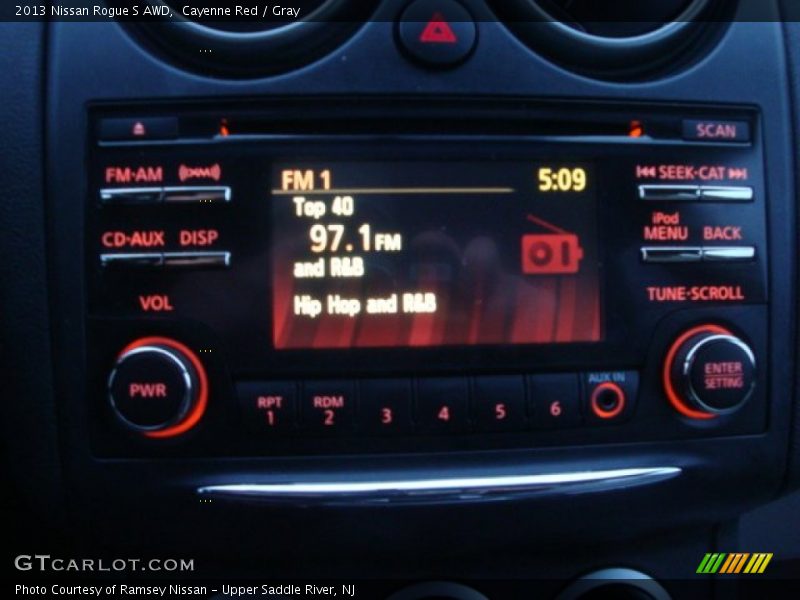 2013 Nissan Rogue S AWD, Cayenne Red / Gray
SCAN
FM·AM
SEEK·CAT
FM 1
5:09
Top 40
97.1 FM
and R&B
Hip Hop and R&B
CD·AUX DISP
iPod
MENU BACK
VOL
TUNE·SCROLL
PWR
ENTER
SETTING
RPT
1
RDM
2
3
4
5
6
AUX IN
GTCARLOT.COM
Photo Courtesy of Ramsey Nissan – Upper Saddle River, NJ